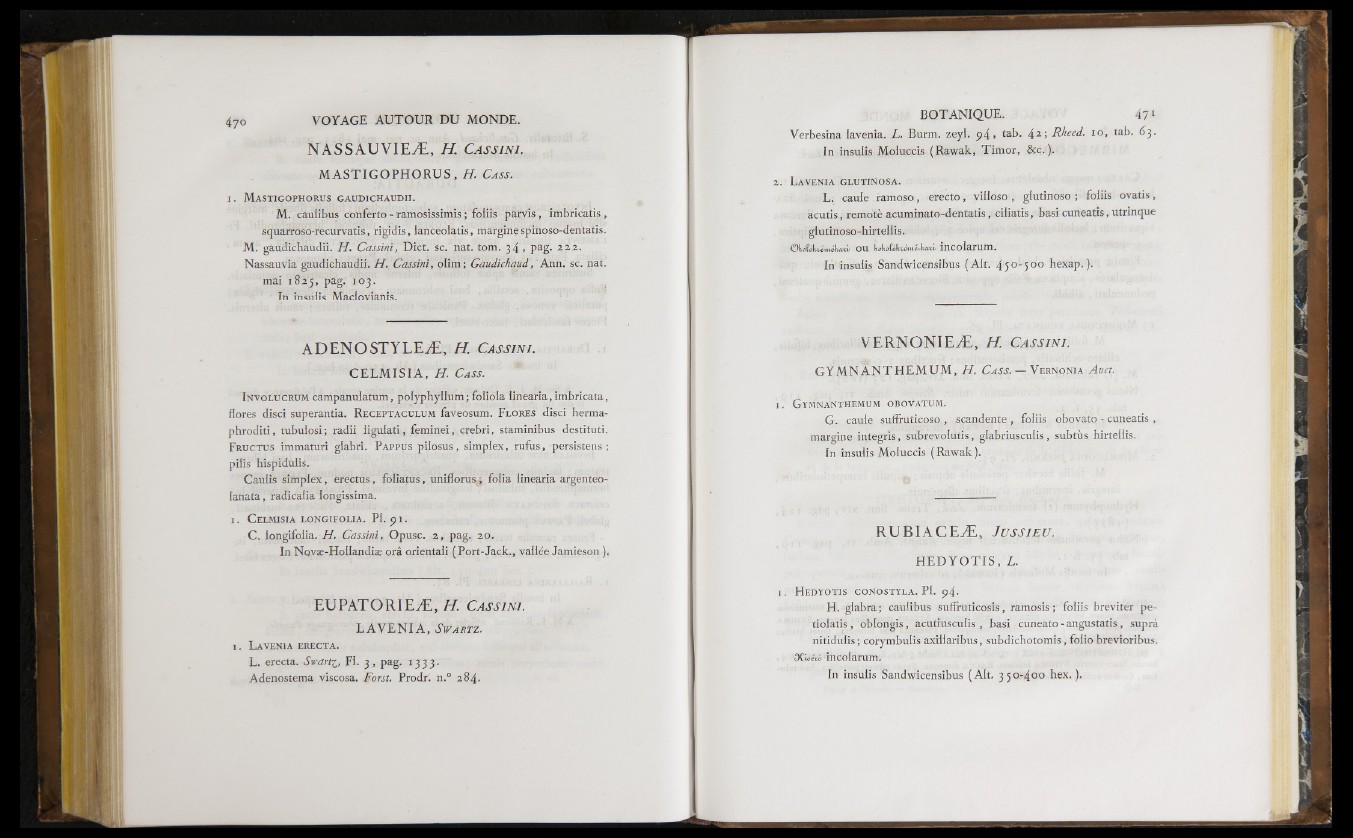 470 VOYAGE AUTOUR DU MONDE.
NASSAUVIEÆ, H. CASSINI.
MASTIGOPHORUS, H. CASS.
1. MASTIGOPHORUS GAUDICHAUDII.
M. caulibus conferto-ramosissimis; foliis parvis, imbricatis,
squarroso-recurvatis, rigidis, lanceolatis, margine spinoso-dentatis.
M. gaudichaudii. H. Cassini, Dict. sc. nat. tom. 34, pag. 222.
Nassauvia gaudichaudii. H. Cassini, olim; Gaudichaud, Ann. sc. nat.
mai 1825, pag. 103.
In insulis Maclovianis.
ADENOSTYLEÆ, H. CASSINI.
CELMISIA, H. CASS.
INVOLUCRUM campanulatum, polyphyllum; foliola linearia, imbricata,
flores disci superantia. RECEPTACULUM faveosum. FLORES disci herma-
phroditi, tubulosi; radii ligulati, feminei, crebri, staminibus destituti.
FRUCTUS immaturi glabri. PAPPUS pilosus, simplex, rufus, persistens:
pilis hispidulis.
Caulis simplex, erectus, foliatus, uniflorus; folia linearia argenteo-
lanata, radicalia longissima.
1. CELMISIA LONGIFOLIA. Pl. 91.
C. longifolia. H. Cassini, Opusc. 2, pag. 20.
In Novæ-Hollandiæ orâ orientali (Port-Jack., vallée Jamieson).
EUPATORIEÆ, H. CASSINI.
LAVENIA, SWARTZ.
1. LAVENIA ERECTA.
L. erecta. Swartz, Fl. 3, pag. 1333.
Adenostema viscosa. Forst. Prodr. n.° 284.
BOTANIQUE. 471
Verbesina lavenia. L. Burm. zeyl. 94, tab. 42; Rheed. 10, tab. 63.
In insulis Moluccis (Rawak, Timor, &c.).
2. LAVENIA GLUTINOSA.
L. caule ramoso, erecto, villoso, glutinoso; foliis ovatis,
acutis, remotè acuminato-dentatis, ciliatis, basi cuneatis, utrinque
glutinoso-hirtellis.
ou incolarum.
In insulis Sandwicensibus (Alt. 450-500 hexap.).
VERNONIEÆ, H. CASSINI.
GYMNANTHEMUM, H. CASS. — VERNONIA Auct.
1. GYMNANTHEMUM OBOVATUM.
G. caule suffruticoso, scandente, foliis obovato-cuneatis,
margine integris, subrevolutis, glabriusculis, subtùs hirtellis.
In insulis Moluccis (Rawak).
RUBIACEÆ, JUSSIEU.
HEDYOTIS, L.
1. HEDYOTIS CONOSTYLA. Pl. 94.
H. glabra; caulibus suffruticosis, ramosis; foliis breviter pe-
tiolatis, oblongis, acutiusculis, basi cuneato-angustatis, suprà
nitidulis; corymbulis axillaribus, subdichotomis, folio brevioribus.
incolarum.
In insulis Sandwicensibus (Alt. 350-400 hex.).